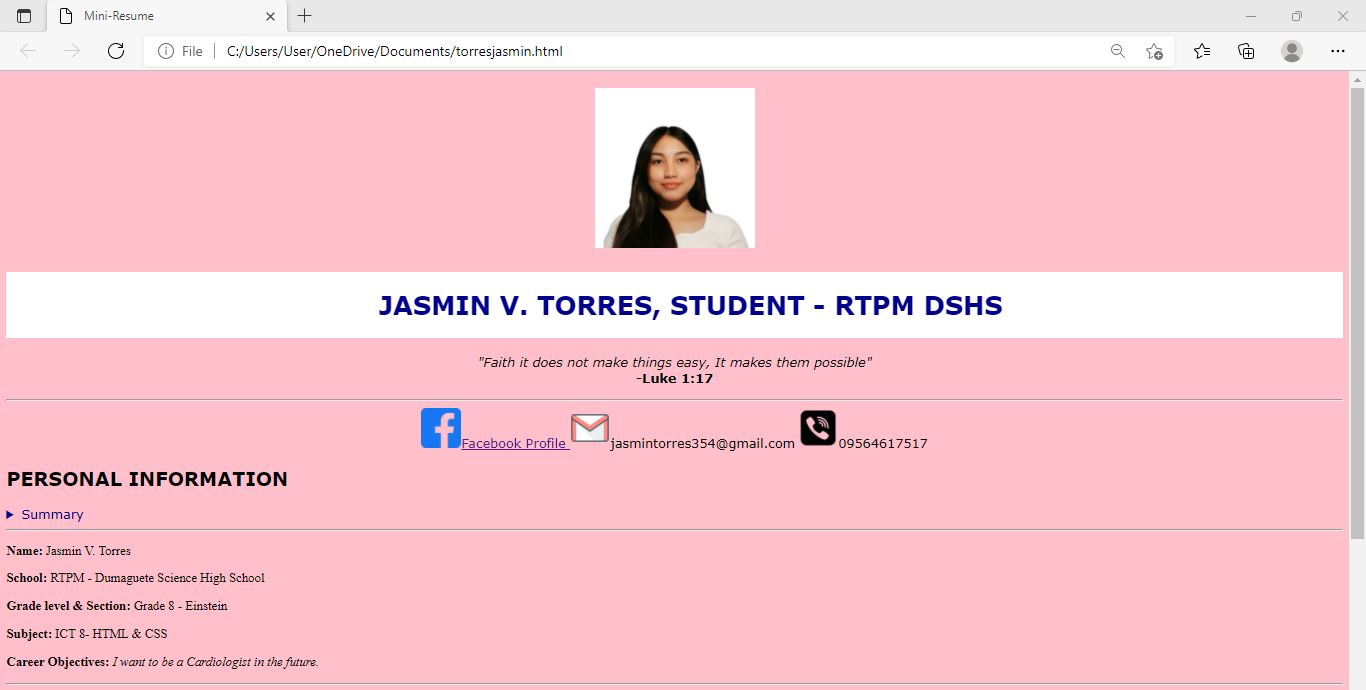 Mini-Resume
File C:/Users/User/OneDrive/Documents/torresjasmin.html
JASMIN V. TORRES, STUDENT - RTPM DSHS
"Faith it does not make things easy, It makes them possible"
-Luke 1:17
Facebook Profile jasmintorres354@gmail.com 09564617517
PERSONAL INFORMATION
Summary
Name: Jasmin V. Torres
School: RTPM - Dumaguete Science High School
Grade level & Section: Grade 8 - Einstein
Subject: ICT 8- HTML & CSS
Career Objectives: I want to be a Cardiologist in the future.